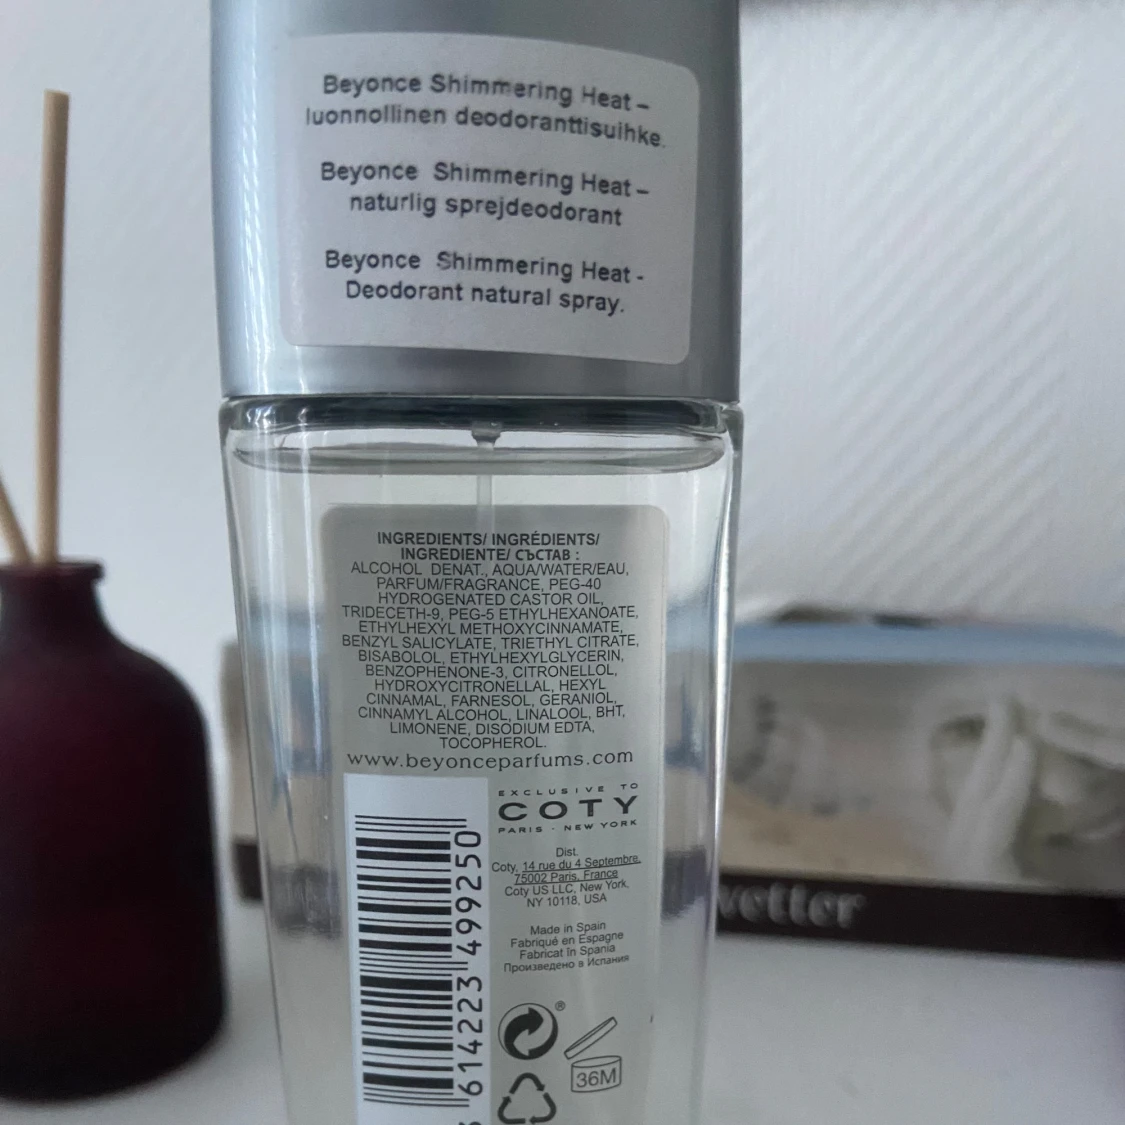 Beyonce Shimmering Heat –
luonnollinen deodoranttisuihke.
Beyonce Shimmering Heat –
naturlig sprejdeodorant
Beyonce Shimmering Heat -
Deodorant natural spray.
INGREDIENTS/ INGRÉDIENTS/
INGREDIENTE/ СЪСТАВ :
ALCOHOL DENAT., AQUA/WATER/EAU,
PARFUM/FRAGRANCE, PEG-40
HYDROGENATED CASTOR OIL,
TRIDECETH-9, PEG-5 ETHYLHEXANOATE,
ETHYLHEXYL METHOXYCINNAMATE,
BENZYL SALICYLATE, TRIETHYL CITRATE,
BISABOLOL, ETHYLHEXYLGLYCERIN,
BENZOPHENONE-3, CITRONELLOL,
HYDROXYCITRONELLAL, HEXYL
CINNAMAL, FARNESOL, GERANIOL,
CINNAMYL ALCOHOL, LINALOOL, BHT,
LIMONENE, DISODIUM EDTA,
TOCOPHEROL.
www.beyonceparfums.com
EXCLUSIVE TO
COTY
PARIS · NEW YORK
Dist.
Coty, 14 rue du 4 Septembre,
75002 Paris, France
Coty US LLC, New York,
NY 10118, USA
Made in Spain
Fabriqué en Espagne
Fabricat în Spania
Произведено в Испания
®
36M
614223 499250
vetter